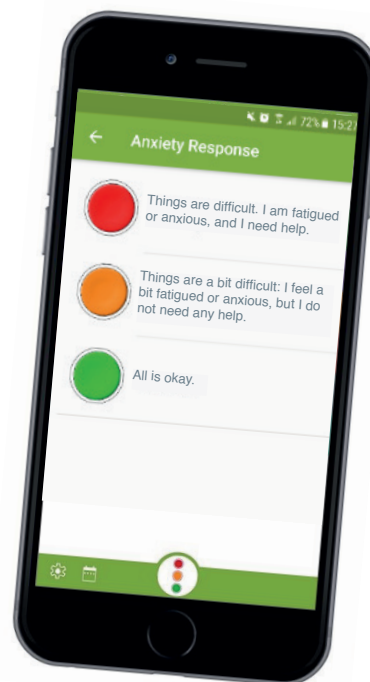 72% 15:27
Anxiety Response
Things are difficult. I am fatigued
or anxious, and I need help.
Things are a bit difficult: I feel a
bit fatigued or anxious, but I do
not need any help.
All is okay.